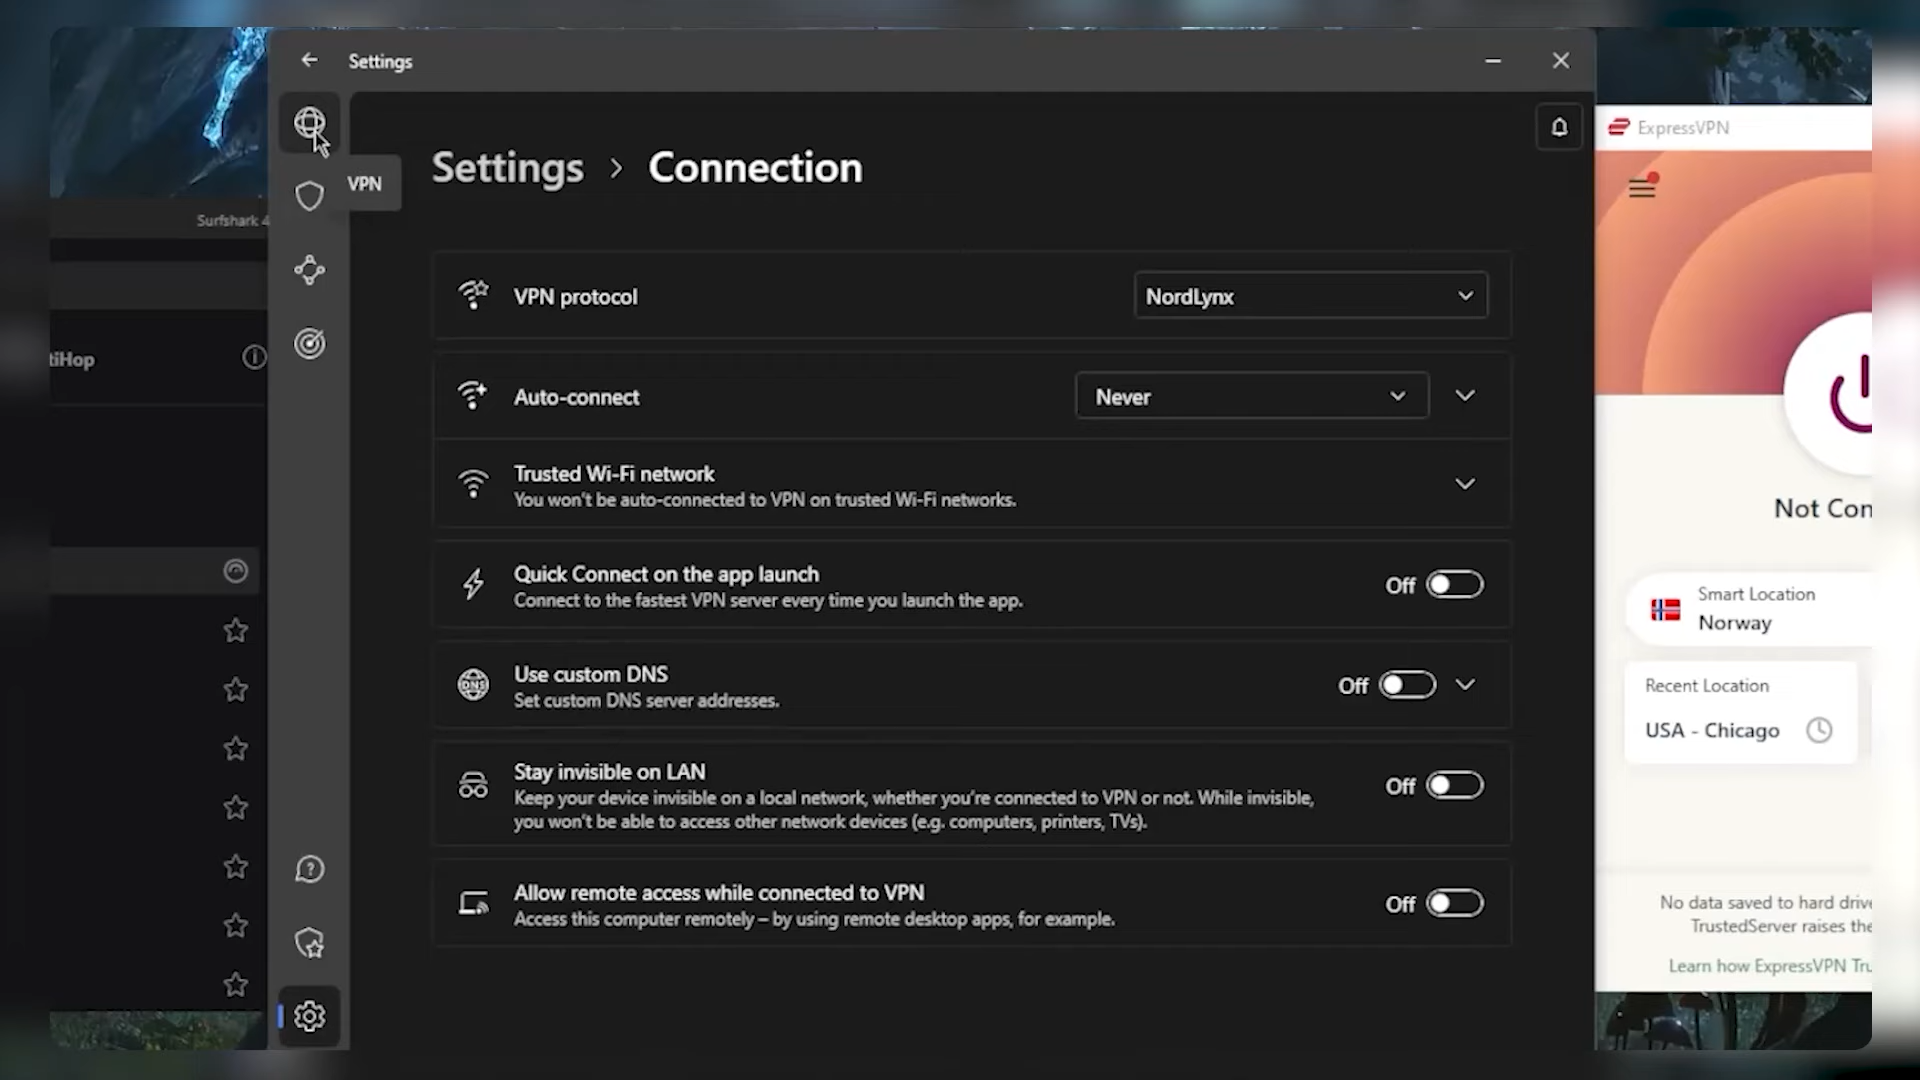 Settings
VPN
Settings > Connection
VPN protocol
NordLynx
Auto-connect
Never
Trusted Wi-Fi network
You won't be auto-connected to VPN on trusted Wi-Fi networks.
Quick Connect on the app launch
Connect to the fastest VPN server every time you launch the app.
Off
Use custom DNS
Set custom DNS server addresses.
Off
DNS
Stay invisible on LAN
Keep your device invisible on a local network, whether you're connected to VPN or not. While invisible,
you won't be able to access other network devices (e.g. computers, printers, TVs).
Off
Allow remote access while connected to VPN
Access this computer remotely – by using remote desktop apps, for example.
Off
Surfshark 4
tiHop
ExpressVPN
Not Con
Smart Location
Norway
Recent Location
USA - Chicago
No data saved to hard drive
TrustedServer raises the
Learn how ExpressVPN Tru